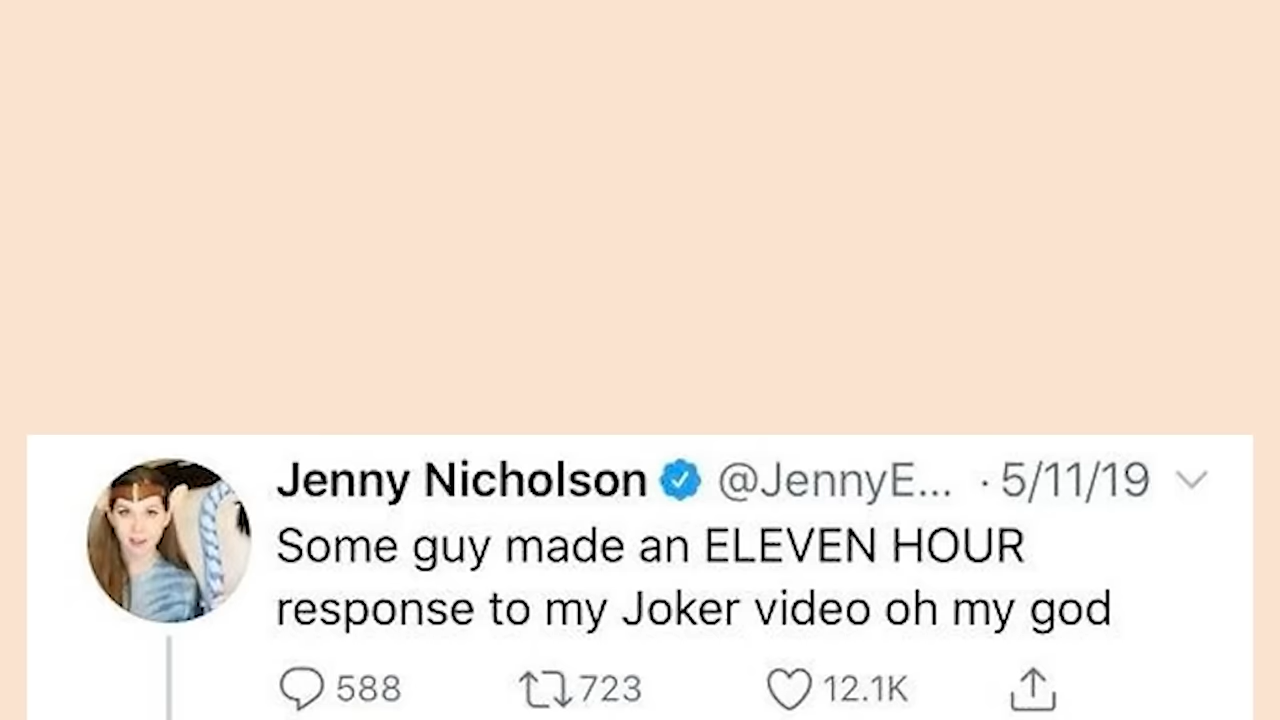 Jenny Nicholson @JennyE... · 5/11/19
Some guy made an ELEVEN HOUR
response to my Joker video oh my god
588 723 12.1K